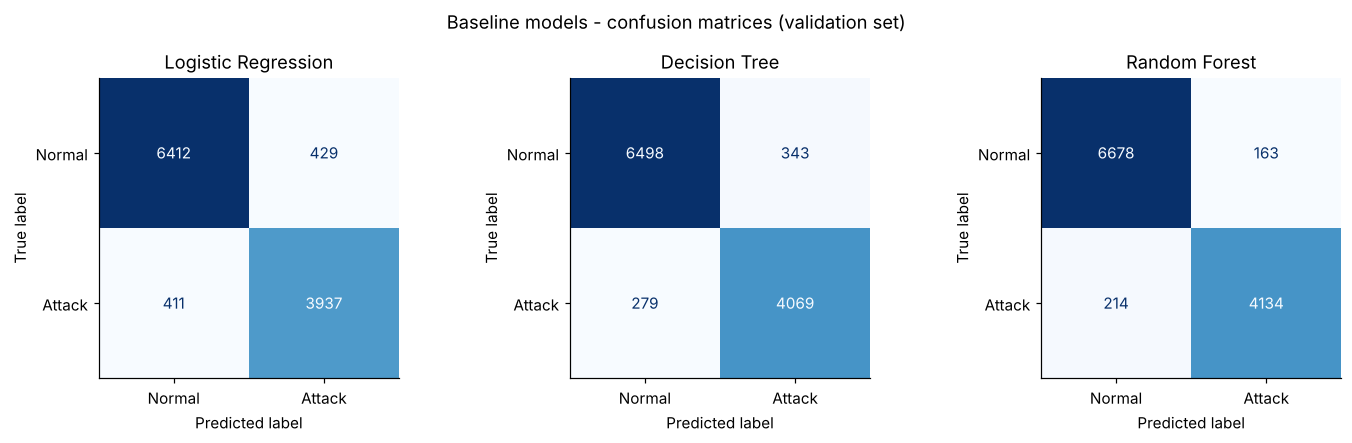 Baseline models - confusion matrices (validation set)
Logistic Regression
True label
Normal
6412 429
Attack
411 3937
Normal Attack
Predicted label
Decision Tree
True label
Normal
6498 343
Attack
279 4069
Normal Attack
Predicted label
Random Forest
True label
Normal
6678 163
Attack
214 4134
Normal Attack
Predicted label